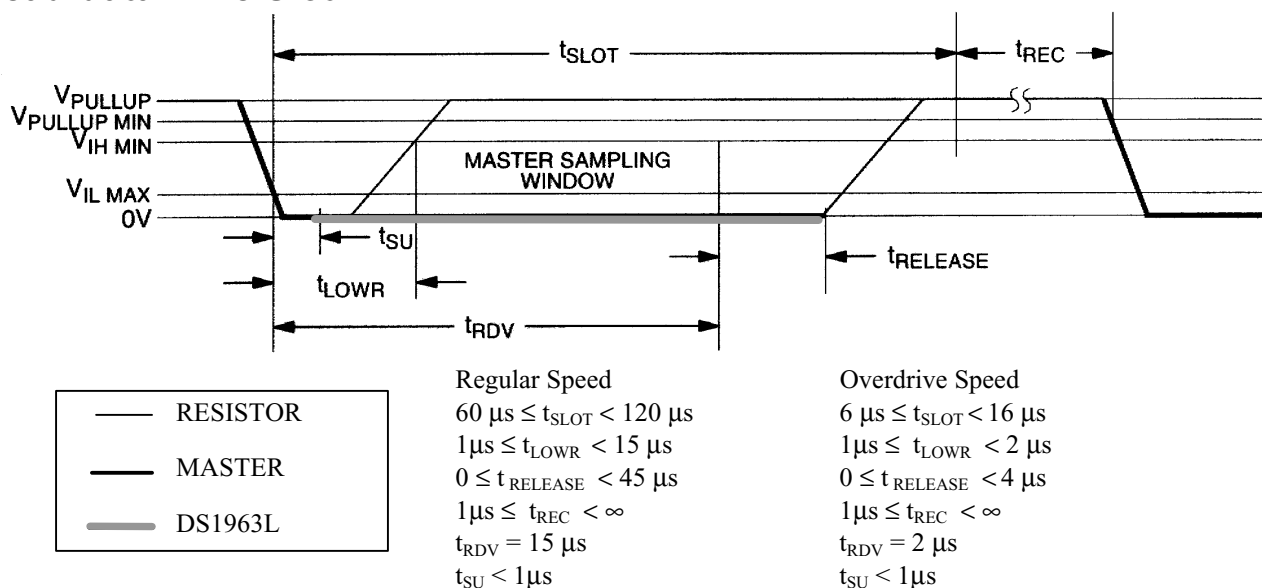 tSLOT
tREC
VPULLUP
VPULLUP MIN
VIH MIN
MASTER SAMPLING
WINDOW
VIL MAX
0V
tSU
tRELEASE
tLOWR
tRDV
RESISTOR
MASTER
DS1963L
Regular Speed
60 µs ≤ tSLOT < 120 µs
1µs ≤ tLOWR < 15 µs
0 ≤ t RELEASE < 45 µs
1µs ≤ tREC < ∞
tRDV = 15 µs
tSU < 1µs
Overdrive Speed
6 µs ≤ tSLOT < 16 µs
1µs ≤ tLOWR < 2 µs
0 ≤ t RELEASE < 4 µs
1µs ≤ tREC < ∞
tRDV = 2 µs
tSU < 1µs